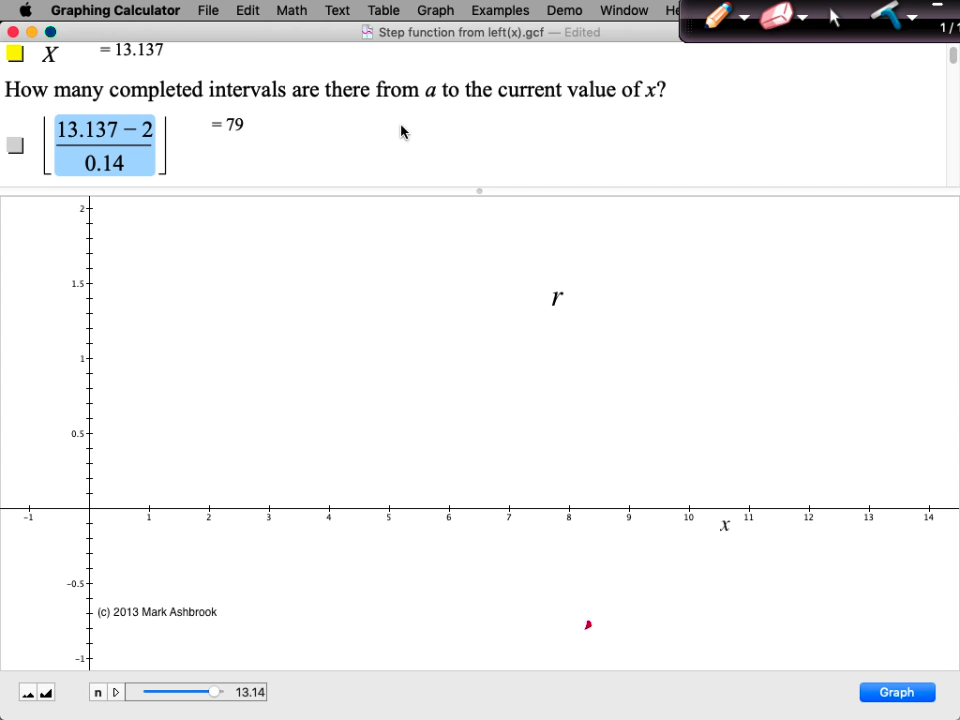 Graphing Calculator File Edit Math Text Table Graph Examples Demo Window He
1/1
Step function from left(x).gcf — Edited
X = 13.137
How many completed intervals are there from a to the current value of x?
⌊(13.137 − 2)/0.14⌋ = 79
2
1.5
r
1
0.5
−1 1 2 3 4 5 6 7 8 9 10 11 12 13 14
x
−0.5
(c) 2013 Mark Ashbrook
−1
n 13.14 Graph